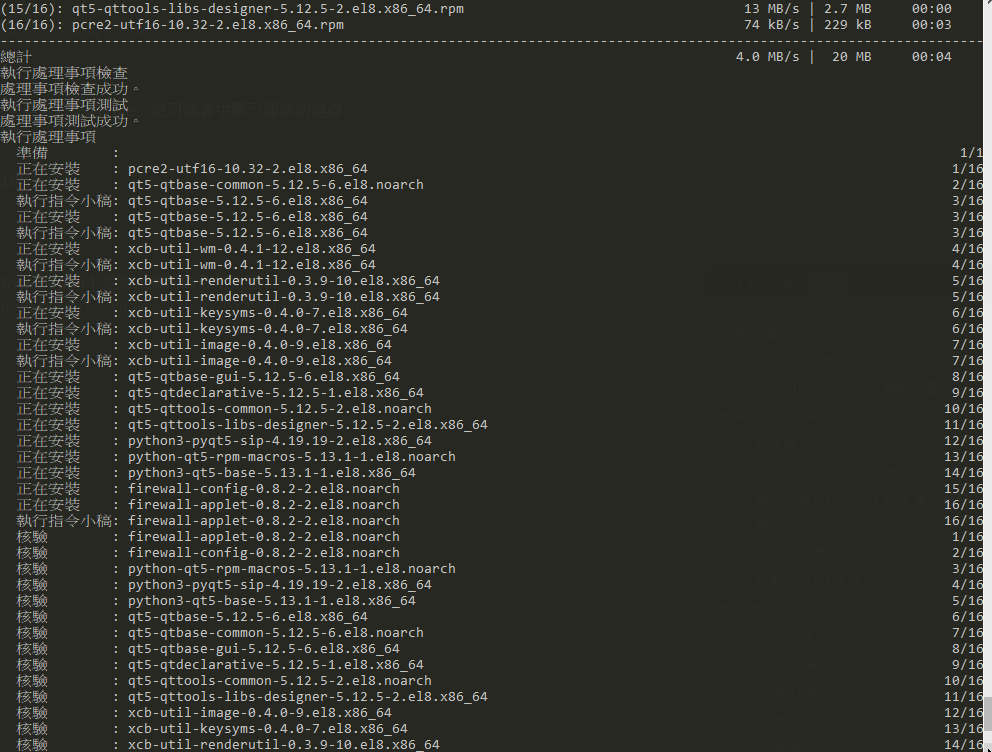 (15/16): qt5-qttools-libs-designer-5.12.5-2.el8.x86_64.rpm 13 MB/s | 2.7 MB 00:00
(16/16): pcre2-utf16-10.32-2.el8.x86_64.rpm 74 kB/s | 229 kB 00:03
--------------------------------------------------------------------------------
總計 4.0 MB/s | 20 MB 00:04
執行處理事項檢查
處理事項檢查成功。
執行處理事項測試
處理事項測試成功。
執行處理事項
準備 : 1/1
正在安裝 : pcre2-utf16-10.32-2.el8.x86_64 1/16
正在安裝 : qt5-qtbase-common-5.12.5-6.el8.noarch 2/16
執行指令小稿: qt5-qtbase-5.12.5-6.el8.x86_64 3/16
正在安裝 : qt5-qtbase-5.12.5-6.el8.x86_64 3/16
執行指令小稿: qt5-qtbase-5.12.5-6.el8.x86_64 3/16
正在安裝 : xcb-util-wm-0.4.1-12.el8.x86_64 4/16
執行指令小稿: xcb-util-wm-0.4.1-12.el8.x86_64 4/16
正在安裝 : xcb-util-renderutil-0.3.9-10.el8.x86_64 5/16
執行指令小稿: xcb-util-renderutil-0.3.9-10.el8.x86_64 5/16
正在安裝 : xcb-util-keysyms-0.4.0-7.el8.x86_64 6/16
執行指令小稿: xcb-util-keysyms-0.4.0-7.el8.x86_64 6/16
正在安裝 : xcb-util-image-0.4.0-9.el8.x86_64 7/16
執行指令小稿: xcb-util-image-0.4.0-9.el8.x86_64 7/16
正在安裝 : qt5-qtbase-gui-5.12.5-6.el8.x86_64 8/16
正在安裝 : qt5-qtdeclarative-5.12.5-1.el8.x86_64 9/16
正在安裝 : qt5-qttools-common-5.12.5-2.el8.noarch 10/16
正在安裝 : qt5-qttools-libs-designer-5.12.5-2.el8.x86_64 11/16
正在安裝 : python3-pyqt5-sip-4.19.19-2.el8.x86_64 12/16
正在安裝 : python-qt5-rpm-macros-5.13.1-1.el8.noarch 13/16
正在安裝 : python3-qt5-base-5.13.1-1.el8.x86_64 14/16
正在安裝 : firewall-config-0.8.2-2.el8.noarch 15/16
正在安裝 : firewall-applet-0.8.2-2.el8.noarch 16/16
執行指令小稿: firewall-applet-0.8.2-2.el8.noarch 16/16
核驗 : firewall-applet-0.8.2-2.el8.noarch 1/16
核驗 : firewall-config-0.8.2-2.el8.noarch 2/16
核驗 : python-qt5-rpm-macros-5.13.1-1.el8.noarch 3/16
核驗 : python3-pyqt5-sip-4.19.19-2.el8.x86_64 4/16
核驗 : python3-qt5-base-5.13.1-1.el8.x86_64 5/16
核驗 : qt5-qtbase-5.12.5-6.el8.x86_64 6/16
核驗 : qt5-qtbase-common-5.12.5-6.el8.noarch 7/16
核驗 : qt5-qtbase-gui-5.12.5-6.el8.x86_64 8/16
核驗 : qt5-qtdeclarative-5.12.5-1.el8.x86_64 9/16
核驗 : qt5-qttools-common-5.12.5-2.el8.noarch 10/16
核驗 : qt5-qttools-libs-designer-5.12.5-2.el8.x86_64 11/16
核驗 : xcb-util-image-0.4.0-9.el8.x86_64 12/16
核驗 : xcb-util-keysyms-0.4.0-7.el8.x86_64 13/16
核驗 : xcb-util-renderutil-0.3.9-10.el8.x86_64 14/16